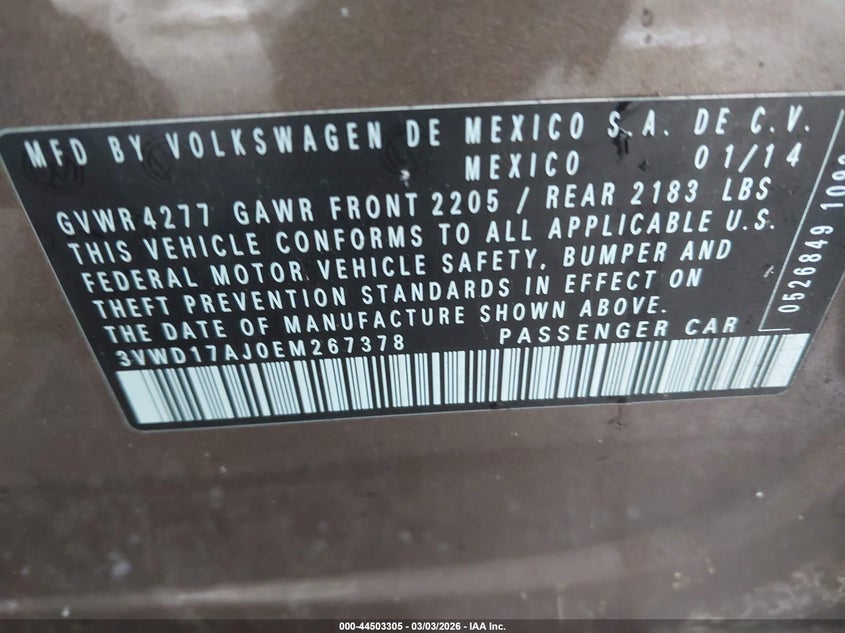 MFD BY VOLKSWAGEN DE MEXICO S.A. DE C.V.
MEXICO 01/14
GVWR 4277 GAWR FRONT 2205 / REAR 2183 LBS
THIS VEHICLE CONFORMS TO ALL APPLICABLE U.S.
FEDERAL MOTOR VEHICLE SAFETY, BUMPER AND
THEFT PREVENTION STANDARDS IN EFFECT ON
THE DATE OF MANUFACTURE SHOWN ABOVE.
3VWD17AJ0EM267378 PASSENGER CAR
0526849
000-44503305 - 03/03/2026 - IAA Inc.